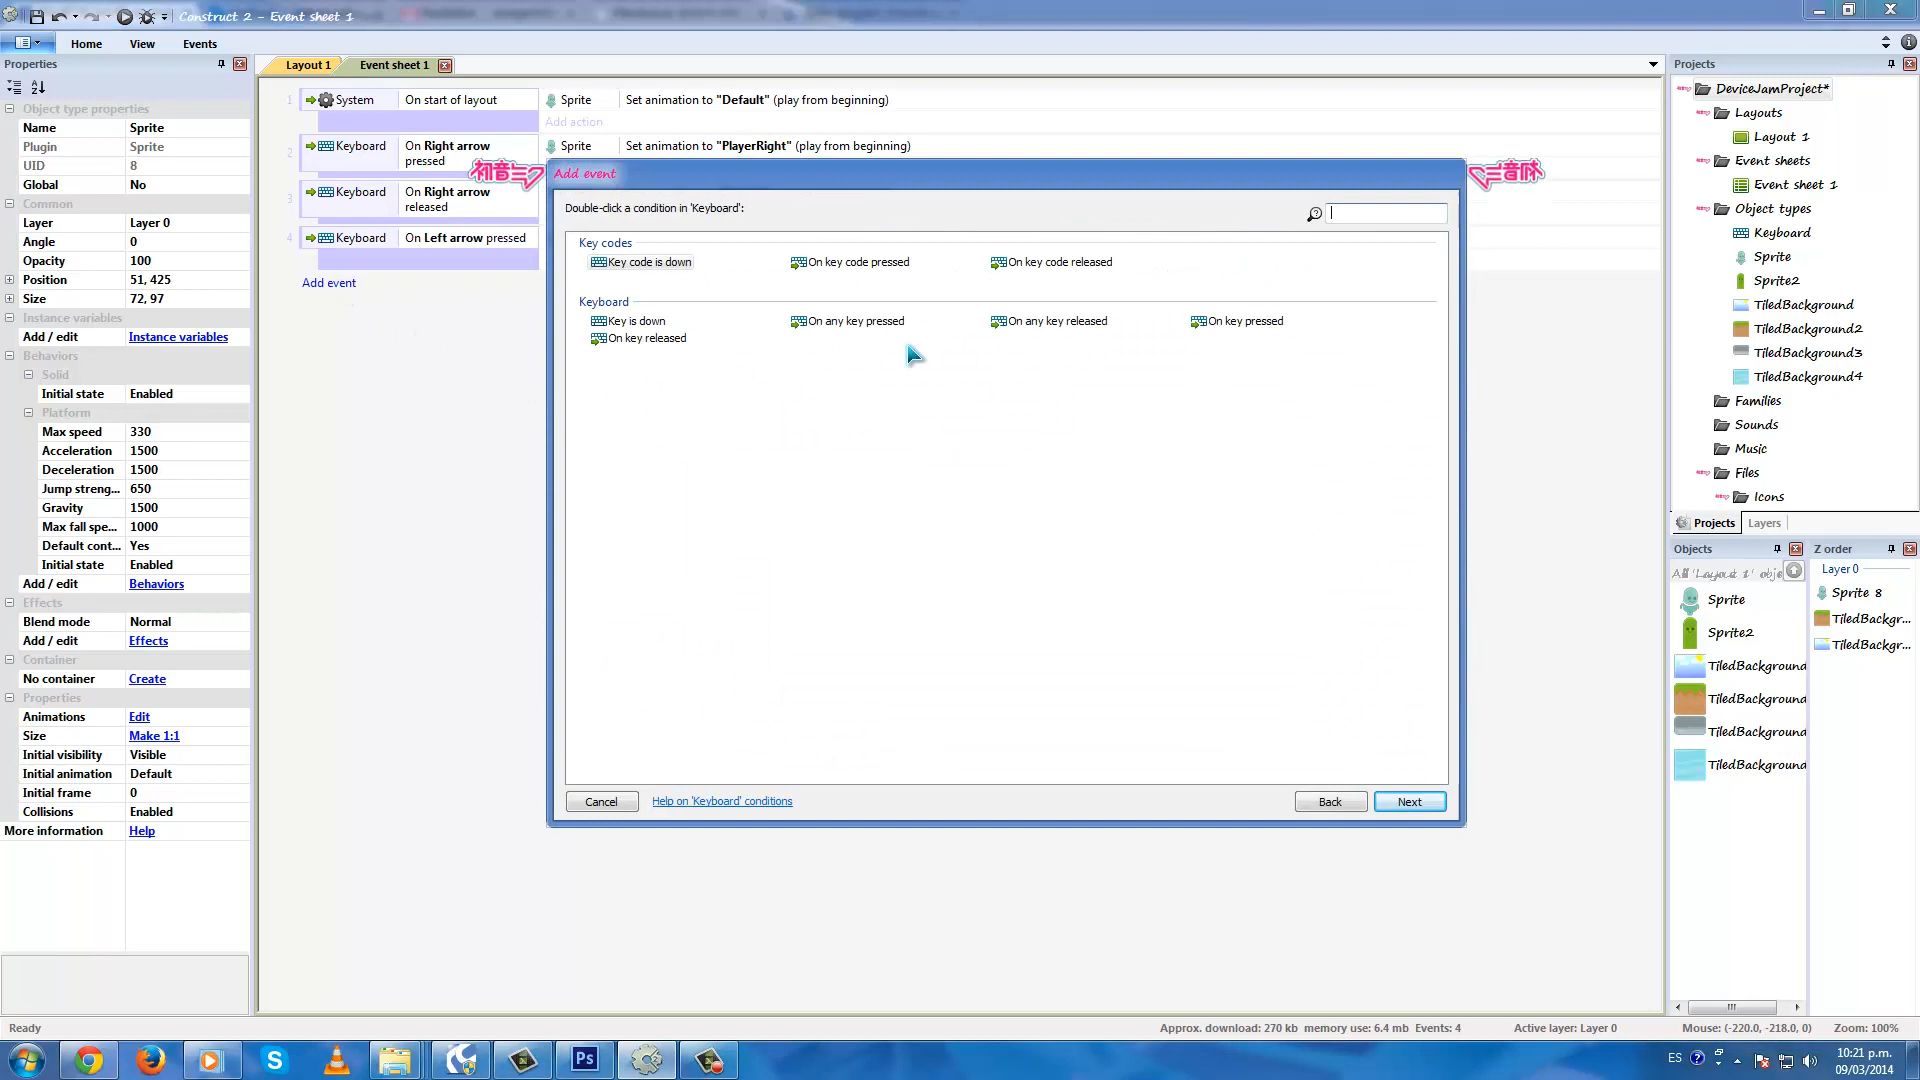 Construct 2 - Event sheet 1
Home View Events
Properties
Object type properties
Name Sprite
Plugin Sprite
UID 8
Global No
Common
Layer Layer 0
Angle 0
Opacity 100
Position 51, 425
Size 72, 97
Instance variables
Add / edit Instance variables
Behaviors
Solid
Initial state Enabled
Platform
Max speed 330
Acceleration 1500
Deceleration 1500
Jump streng... 650
Gravity 1500
Max fall spe... 1000
Default cont... Yes
Initial state Enabled
Add / edit Behaviors
Effects
Blend mode Normal
Add / edit Effects
Container
No container Create
Properties
Animations Edit
Size Make 1:1
Initial visibility Visible
Initial animation Default
Initial frame 0
Collisions Enabled
More information Help
Layout 1 Event sheet 1
1 System On start of layout Sprite Set animation to "Default" (play from beginning)
Add action
2 Keyboard On Right arrow pressed Sprite Set animation to "PlayerRight" (play from beginning)
3 Keyboard On Right arrow released
4 Keyboard On Left arrow pressed
Add event
Add event
Double-click a condition in 'Keyboard':
Key codes
Key code is down On key code pressed On key code released
Keyboard
Key is down On any key pressed On any key released On key pressed
On key released
Cancel Help on 'Keyboard' conditions Back Next
Projects
DeviceJamProject*
Layouts
Layout 1
Event sheets
Event sheet 1
Object types
Keyboard
Sprite
Sprite2
TiledBackground
TiledBackground2
TiledBackground3
TiledBackground4
Families
Sounds
Music
Files
Icons
Projects Layers
Objects
All 'Layout 1' obje
Sprite
Sprite2
TiledBackground
TiledBackground
TiledBackground
TiledBackground
Z order
Layer 0
Sprite 8
TiledBackgr...
TiledBackgr...
Ready Approx. download: 270 kb memory use: 6.4 mb Events: 4 Active layer: Layer 0 Mouse: (-220.0, -218.0, 0) Zoom: 100%
Ps
ES
10:21 p.m.
09/03/2014